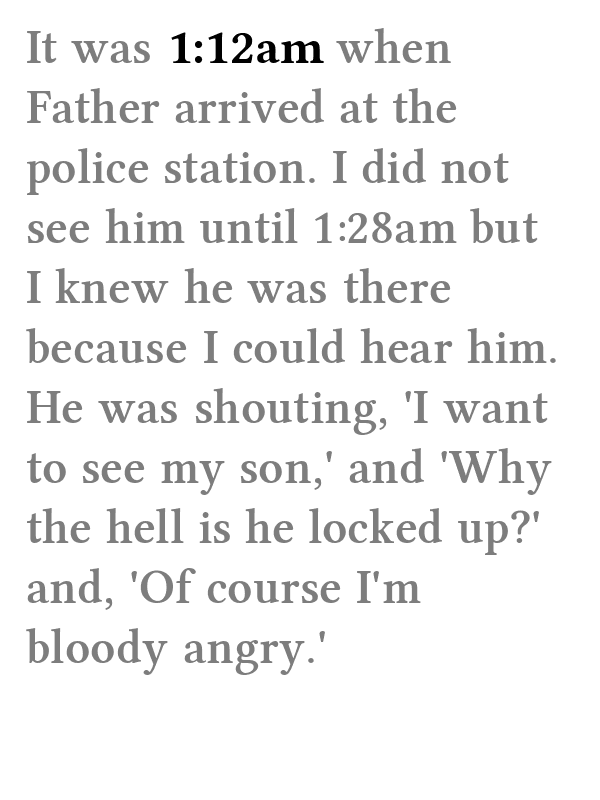 It was 1:12am when
Father arrived at the
police station. I did not
see him until 1:28am but
I knew he was there
because I could hear him.
He was shouting, 'I want
to see my son,' and 'Why
the hell is he locked up?'
and, 'Of course I'm
bloody angry.'